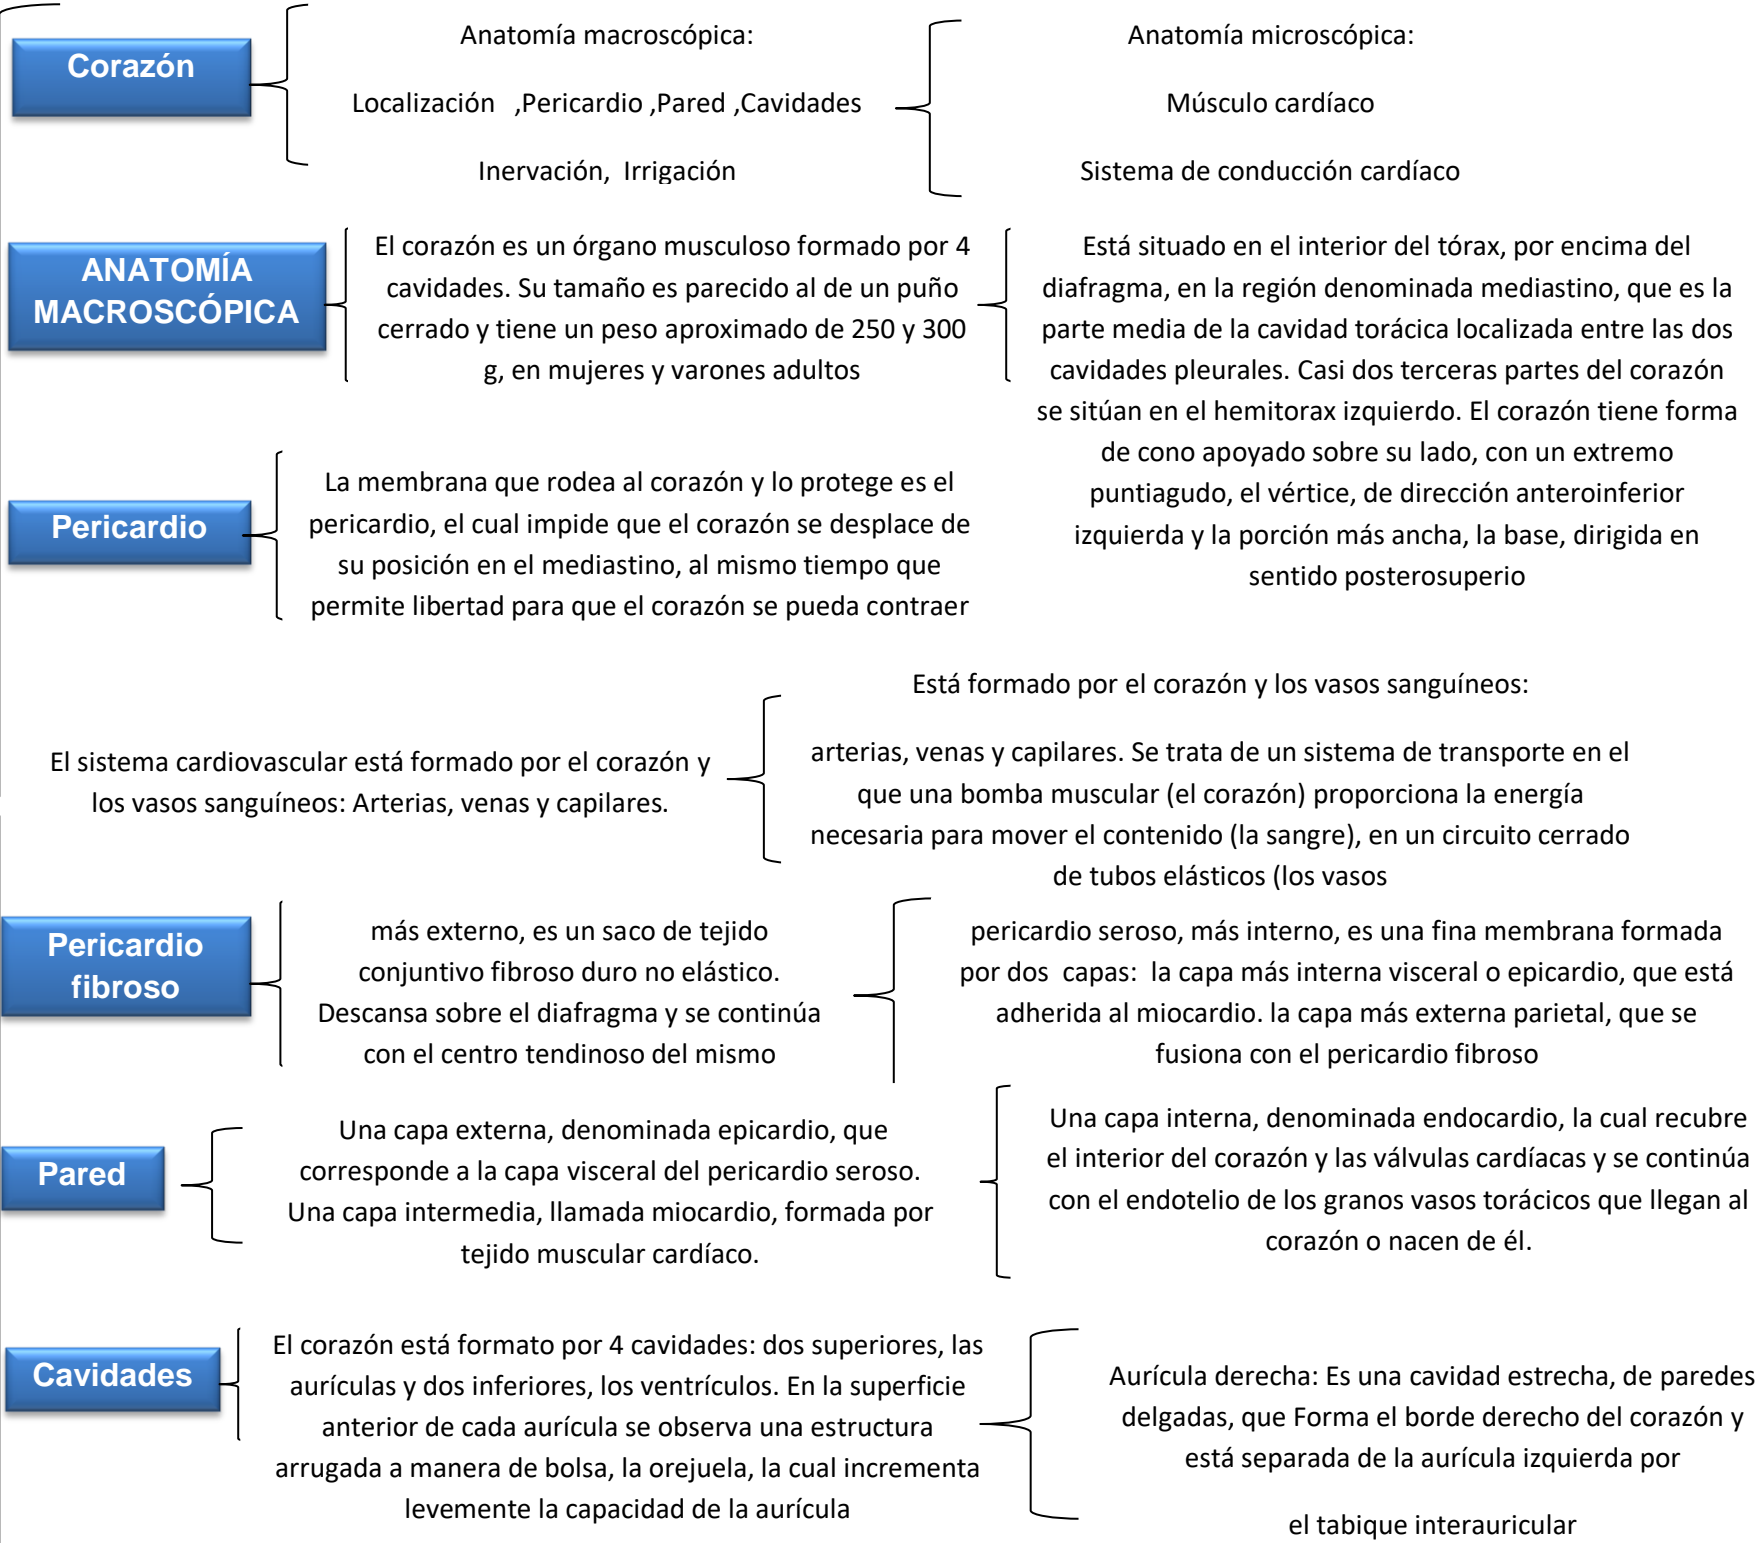 Corazón
Anatomía macroscópica:
Localización ,Pericardio ,Pared ,Cavidades
Inervación, Irrigación
Anatomía microscópica:
Músculo cardíaco
Sistema de conducción cardíaco
ANATOMÍA
MACROSCÓPICA
El corazón es un órgano musculoso formado por 4
cavidades. Su tamaño es parecido al de un puño
cerrado y tiene un peso aproximado de 250 y 300
g, en mujeres y varones adultos
Está situado en el interior del tórax, por encima del
diafragma, en la región denominada mediastino, que es la
parte media de la cavidad torácica localizada entre las dos
cavidades pleurales. Casi dos terceras partes del corazón
se sitúan en el hemitorax izquierdo. El corazón tiene forma
de cono apoyado sobre su lado, con un extremo
puntiagudo, el vértice, de dirección anteroinferior
izquierda y la porción más ancha, la base, dirigida en
sentido posterosuperio
Pericardio
La membrana que rodea al corazón y lo protege es el
pericardio, el cual impide que el corazón se desplace de
su posición en el mediastino, al mismo tiempo que
permite libertad para que el corazón se pueda contraer
El sistema cardiovascular está formado por el corazón y
los vasos sanguíneos: Arterias, venas y capilares.
Está formado por el corazón y los vasos sanguíneos:
arterias, venas y capilares. Se trata de un sistema de transporte en el
que una bomba muscular (el corazón) proporciona la energía
necesaria para mover el contenido (la sangre), en un circuito cerrado
de tubos elásticos (los vasos
Pericardio
fibroso
más externo, es un saco de tejido
conjuntivo fibroso duro no elástico.
Descansa sobre el diafragma y se continúa
con el centro tendinoso del mismo
pericardio seroso, más interno, es una fina membrana formada
por dos capas: la capa más interna visceral o epicardio, que está
adherida al miocardio. la capa más externa parietal, que se
fusiona con el pericardio fibroso
Pared
Una capa externa, denominada epicardio, que
corresponde a la capa visceral del pericardio seroso.
Una capa intermedia, llamada miocardio, formada por
tejido muscular cardíaco.
Una capa interna, denominada endocardio, la cual recubre
el interior del corazón y las válvulas cardíacas y se continúa
con el endotelio de los granos vasos torácicos que llegan al
corazón o nacen de él.
Cavidades
El corazón está formato por 4 cavidades: dos superiores, las
aurículas y dos inferiores, los ventrículos. En la superficie
anterior de cada aurícula se observa una estructura
arrugada a manera de bolsa, la orejuela, la cual incrementa
levemente la capacidad de la aurícula
Aurícula derecha: Es una cavidad estrecha, de paredes
delgadas, que Forma el borde derecho del corazón y
está separada de la aurícula izquierda por
el tabique interauricular